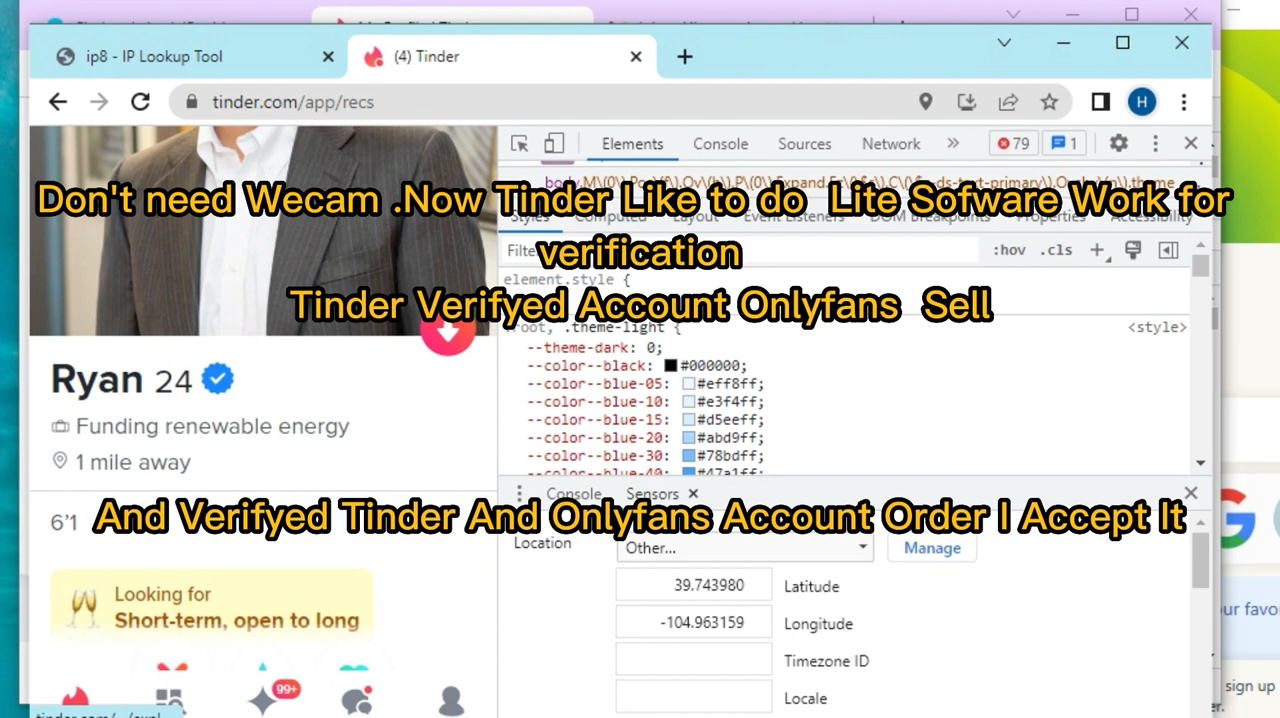 ip8 - IP Lookup Tool
(4) Tinder
tinder.com/app/recs
H
Elements Console Sources Network 79 1
Don't need Wecam .Now Tinder Like to do Lite Sofware Work for
verification
Tinder Verifyed Account Onlyfans Sell
:hov .cls
element.style {
.theme-light { <style>
--theme-dark: 0;
--color--black: #000000;
--color--blue-05: #eff8ff;
--color--blue-10: #e3f4ff;
--color--blue-15: #d5eeff;
--color--blue-20: #abd9ff;
--color--blue-30: #78bdff;
--color--blue-40: #47a1ff;
Ryan 24
Funding renewable energy
1 mile away
Console Sensors
And Verifyed Tinder And Onlyfans Account Order I Accept It
6'1
Location Other... Manage
39.743980 Latitude
-104.963159 Longitude
Timezone ID
Locale
Looking for
Short-term, open to long
99+
sign up